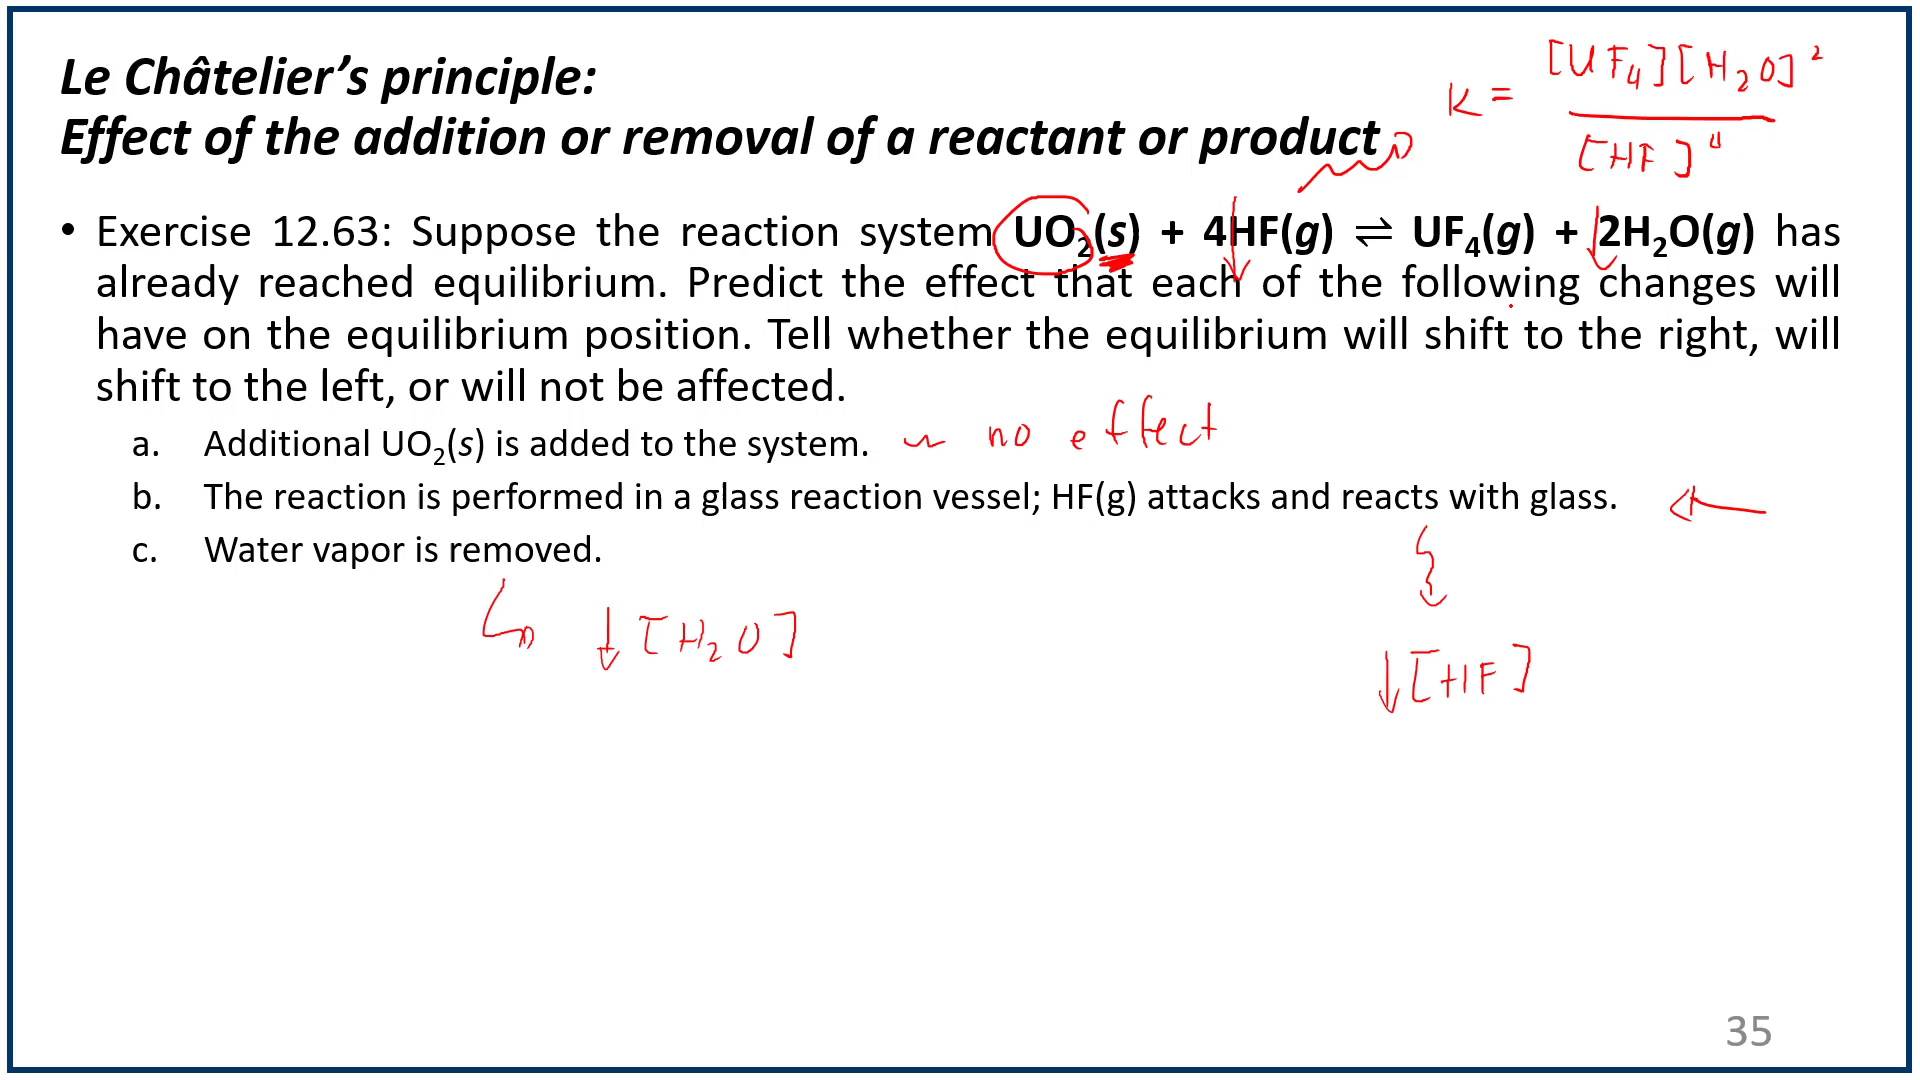 Le Châtelier’s principle:
Effect of the addition or removal of a reactant or product
K = [UF₄][H₂O]² / [HF]⁴
• Exercise 12.63: Suppose the reaction system UO₂(s) + 4HF(g) ⇌ UF₄(g) + 2H₂O(g) has
already reached equilibrium. Predict the effect that each of the following changes will
have on the equilibrium position. Tell whether the equilibrium will shift to the right, will
shift to the left, or will not be affected.
a. Additional UO₂(s) is added to the system. ~ no effect
b. The reaction is performed in a glass reaction vessel; HF(g) attacks and reacts with glass. ←
c. Water vapor is removed.
↓ [H₂O]
↓ [HF]
35